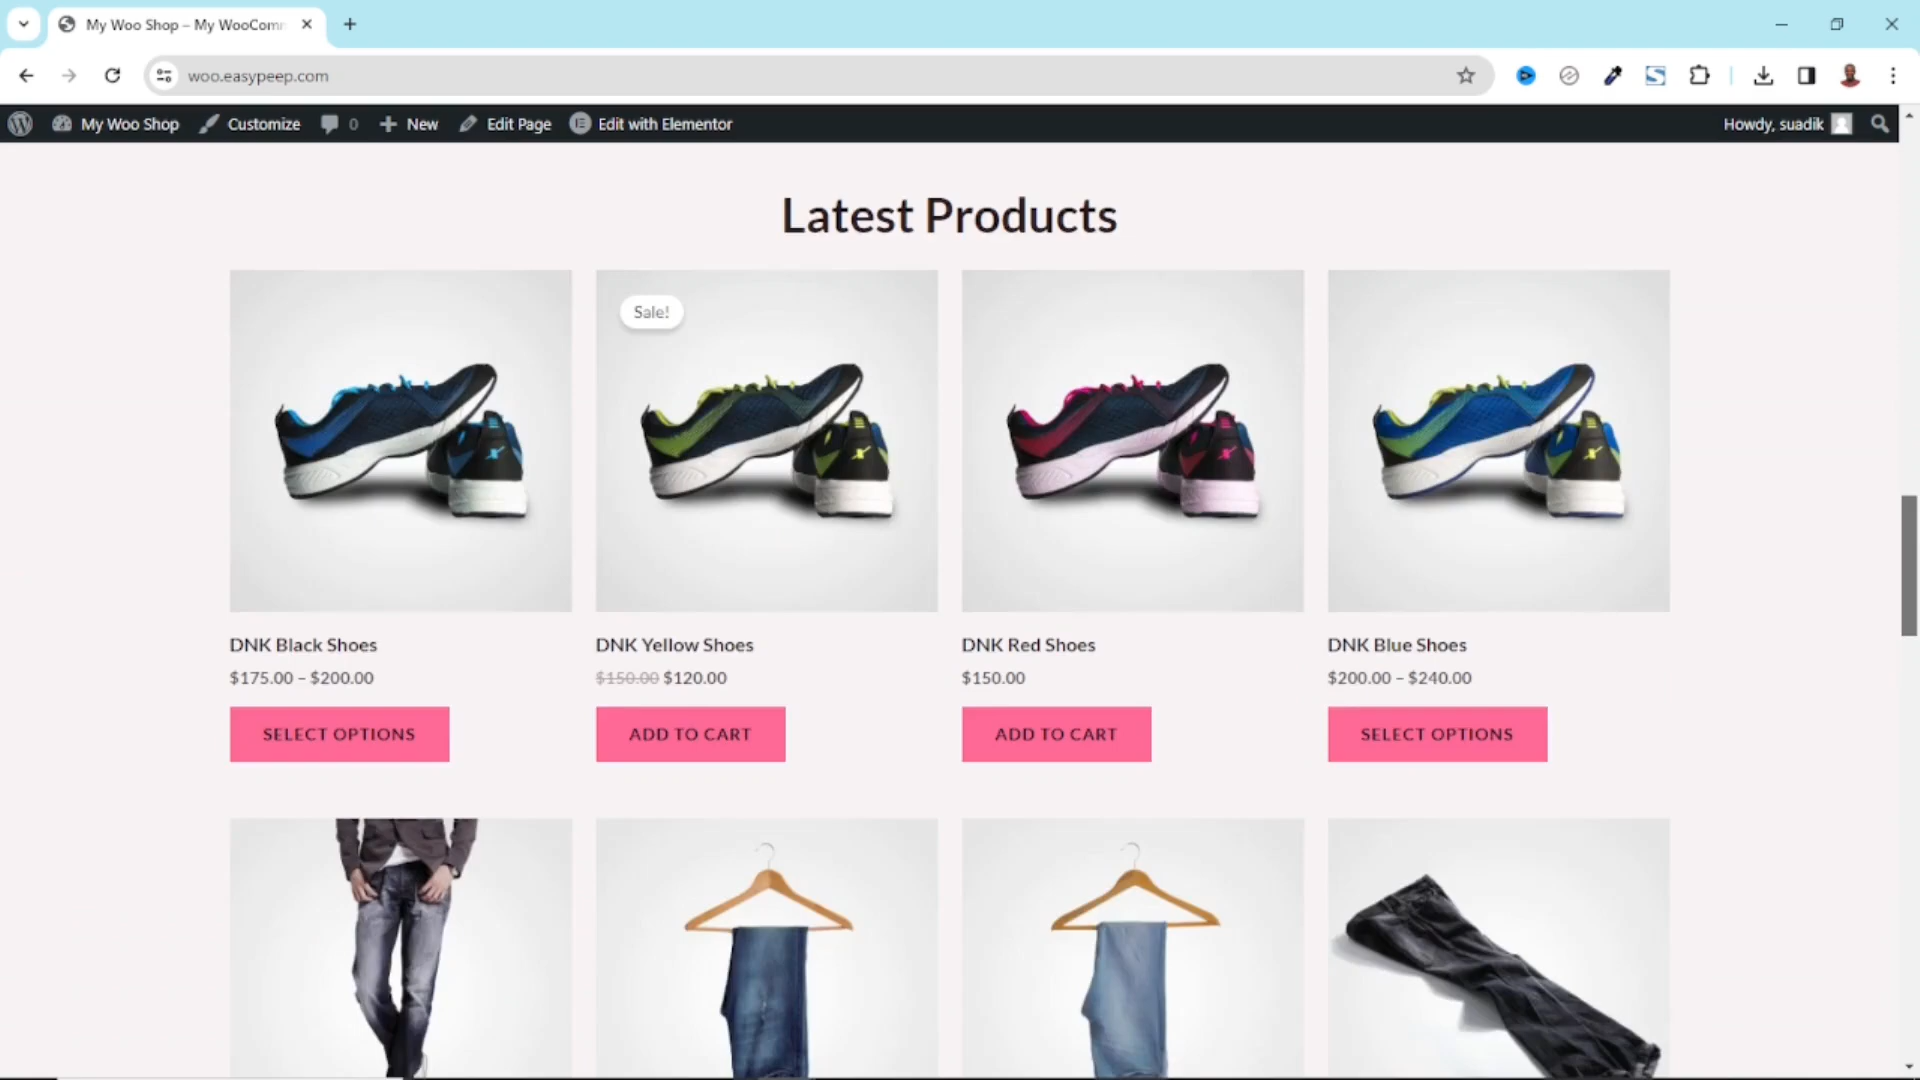 My Woo Shop – My WooComm
woo.easypeep.com
My Woo Shop Customize 0 New Edit Page Edit with Elementor Howdy, suadik
Latest Products
Sale!
DNK Black Shoes DNK Yellow Shoes DNK Red Shoes DNK Blue Shoes
$175.00 – $200.00 $150.00 $120.00 $150.00 $200.00 – $240.00
SELECT OPTIONS ADD TO CART ADD TO CART SELECT OPTIONS